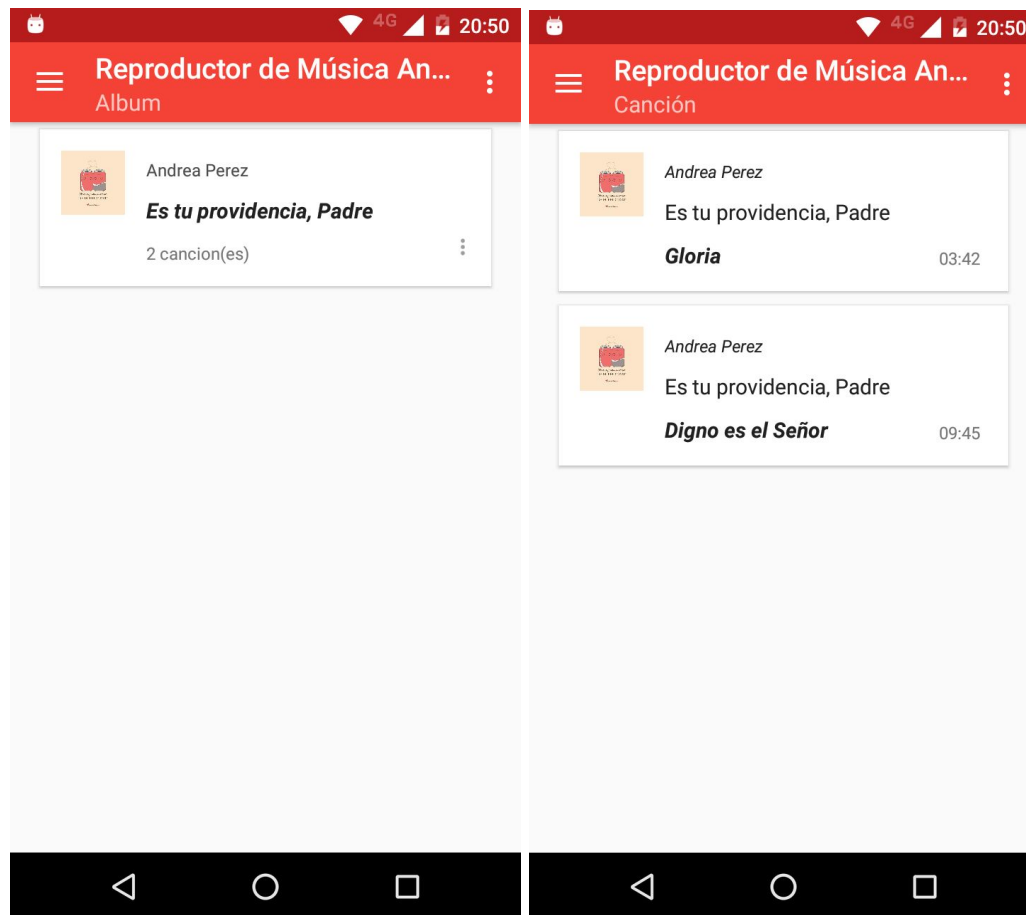 4G 20:50
Reproductor de Música An...
Album
Andrea Perez
Es tu providencia, Padre
2 cancion(es)
4G 20:50
Reproductor de Música An...
Canción
Andrea Perez
Es tu providencia, Padre
Gloria 03:42
Andrea Perez
Es tu providencia, Padre
Digno es el Señor 09:45